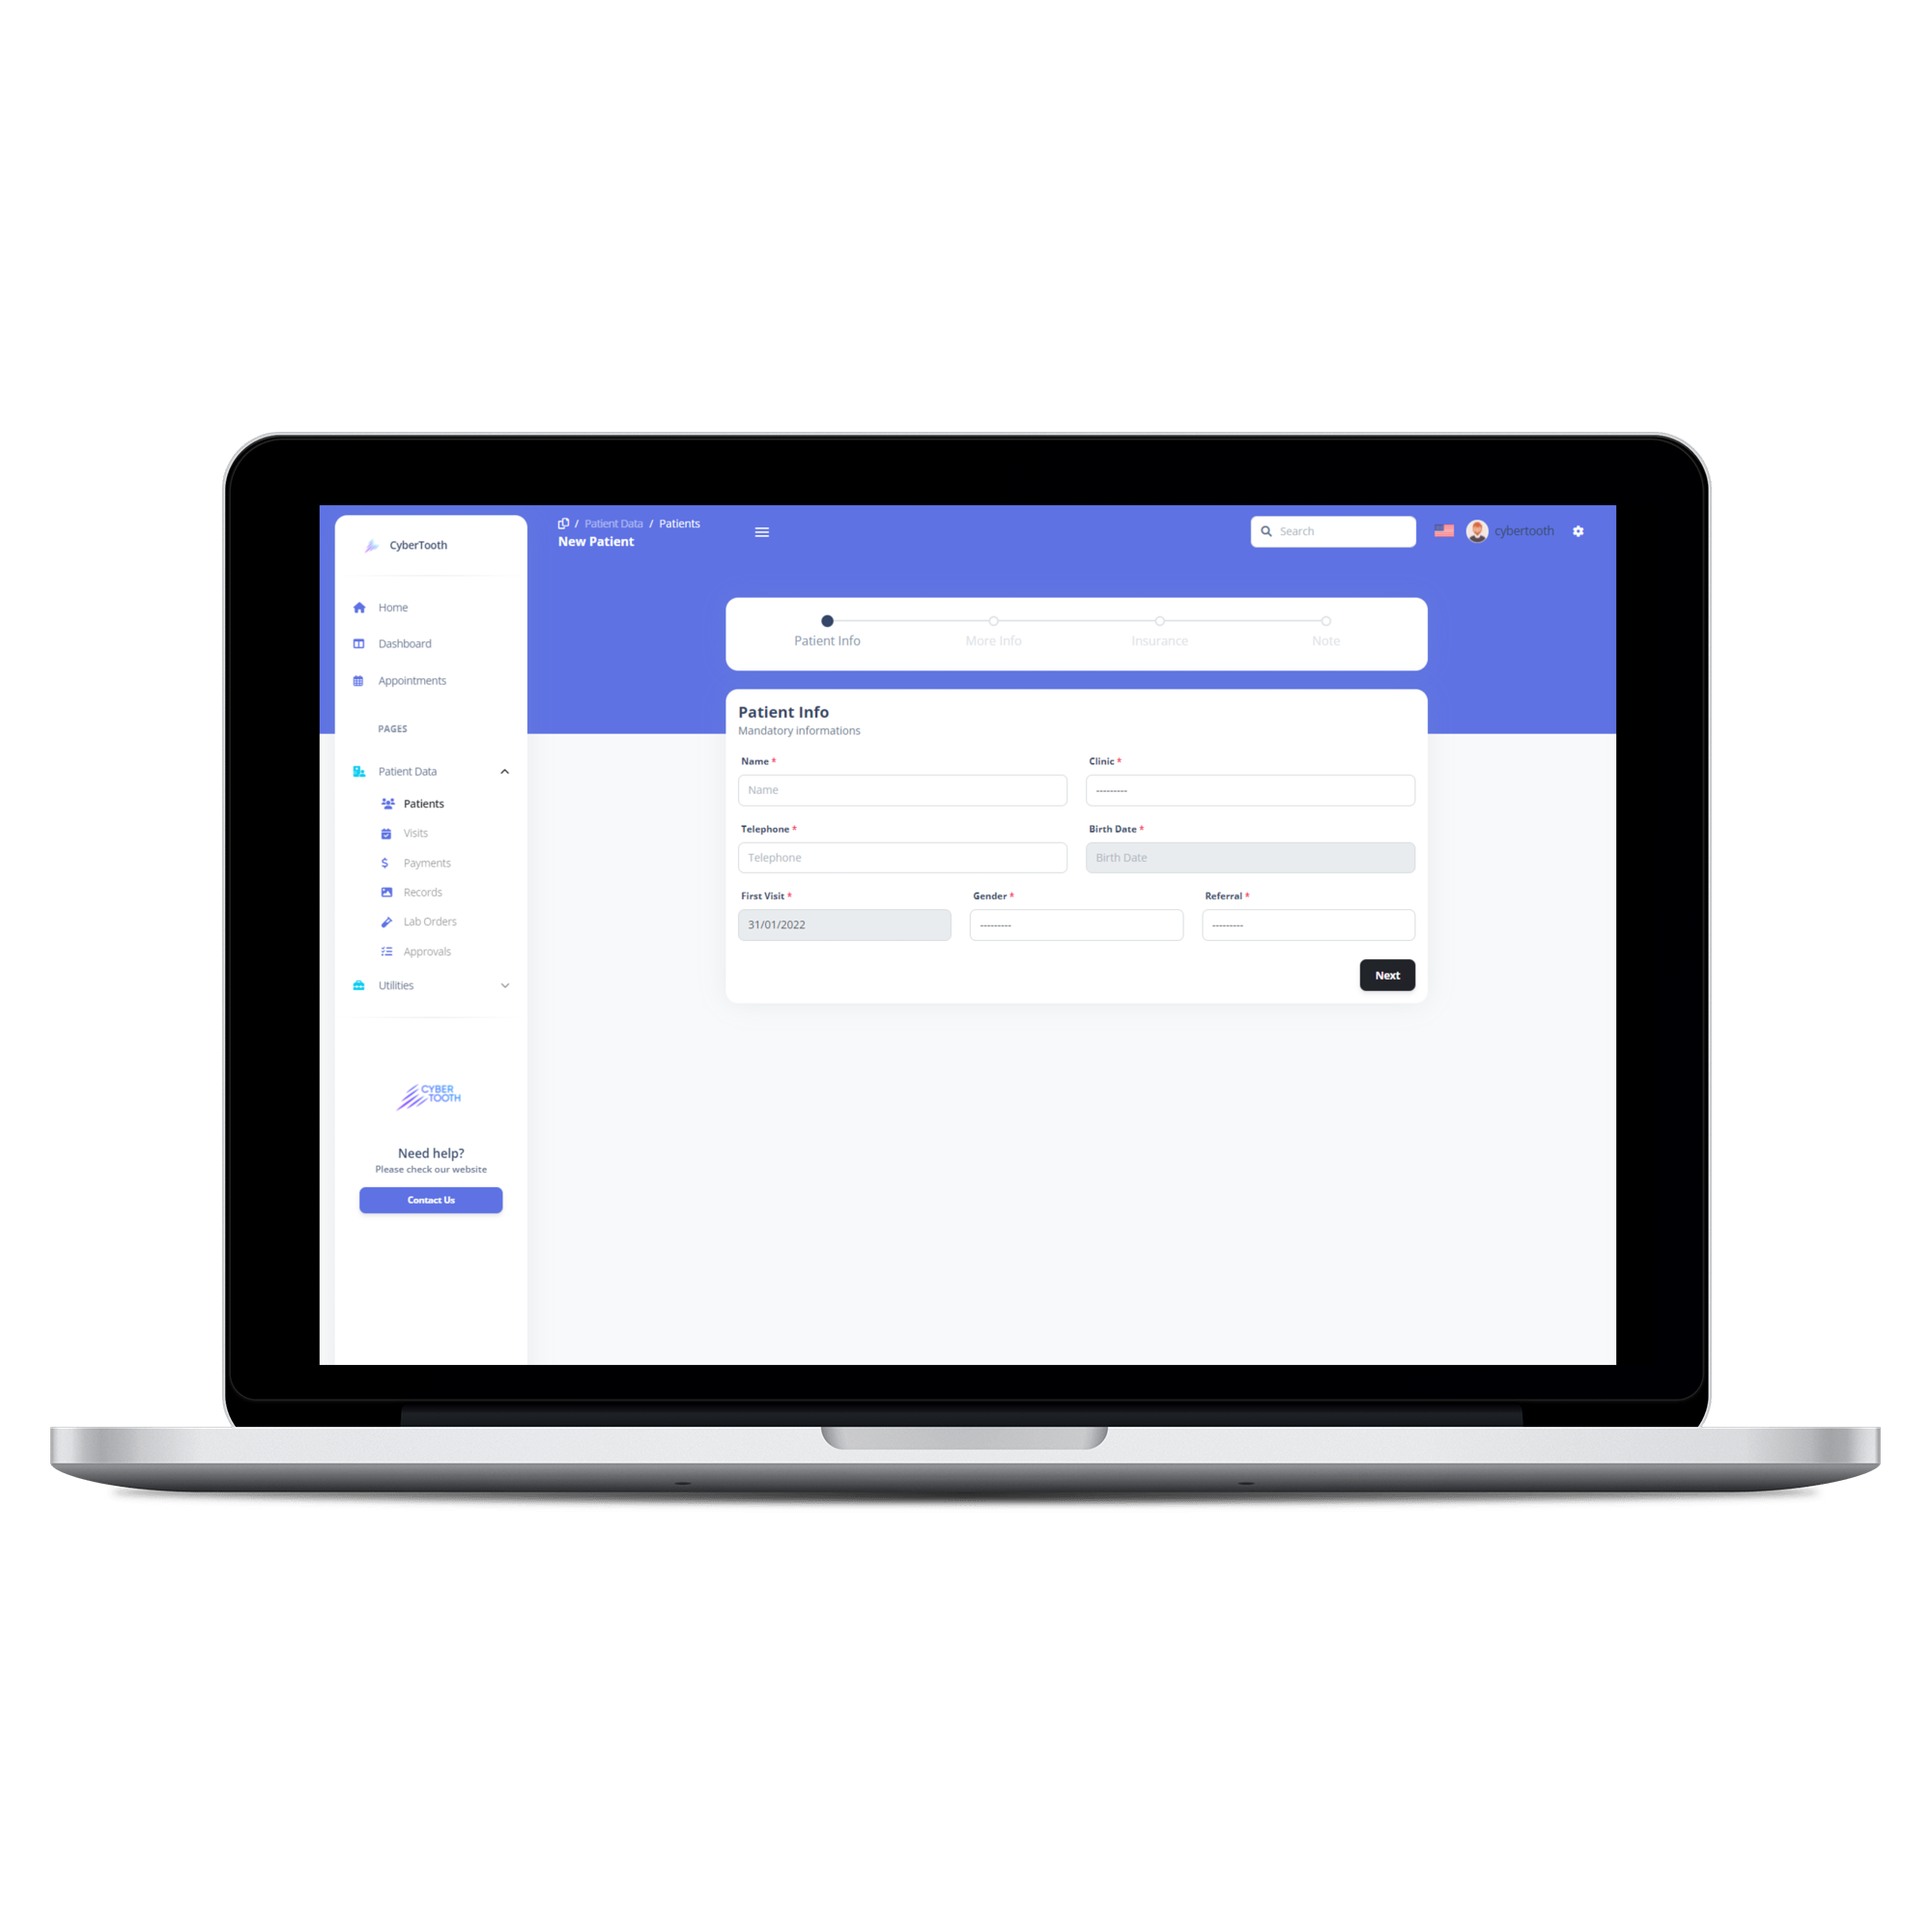 CyberTooth
Home
Dashboard
Appointments
PAGES
Patient Data
Patients
Visits
Payments
Records
Lab Orders
Approvals
Utilities
CYBER
TOOTH
Need help?
Please check our website
Contact Us
/ Patient Data / Patients
New Patient
Search
cybertooth
Patient Info
More Info
Insurance
Note
Patient Info
Mandatory informations
Name *
Clinic *
Name
---------
Telephone *
Birth Date *
Telephone
Birth Date
First Visit *
Gender *
Referral *
31/01/2022
---------
---------
Next